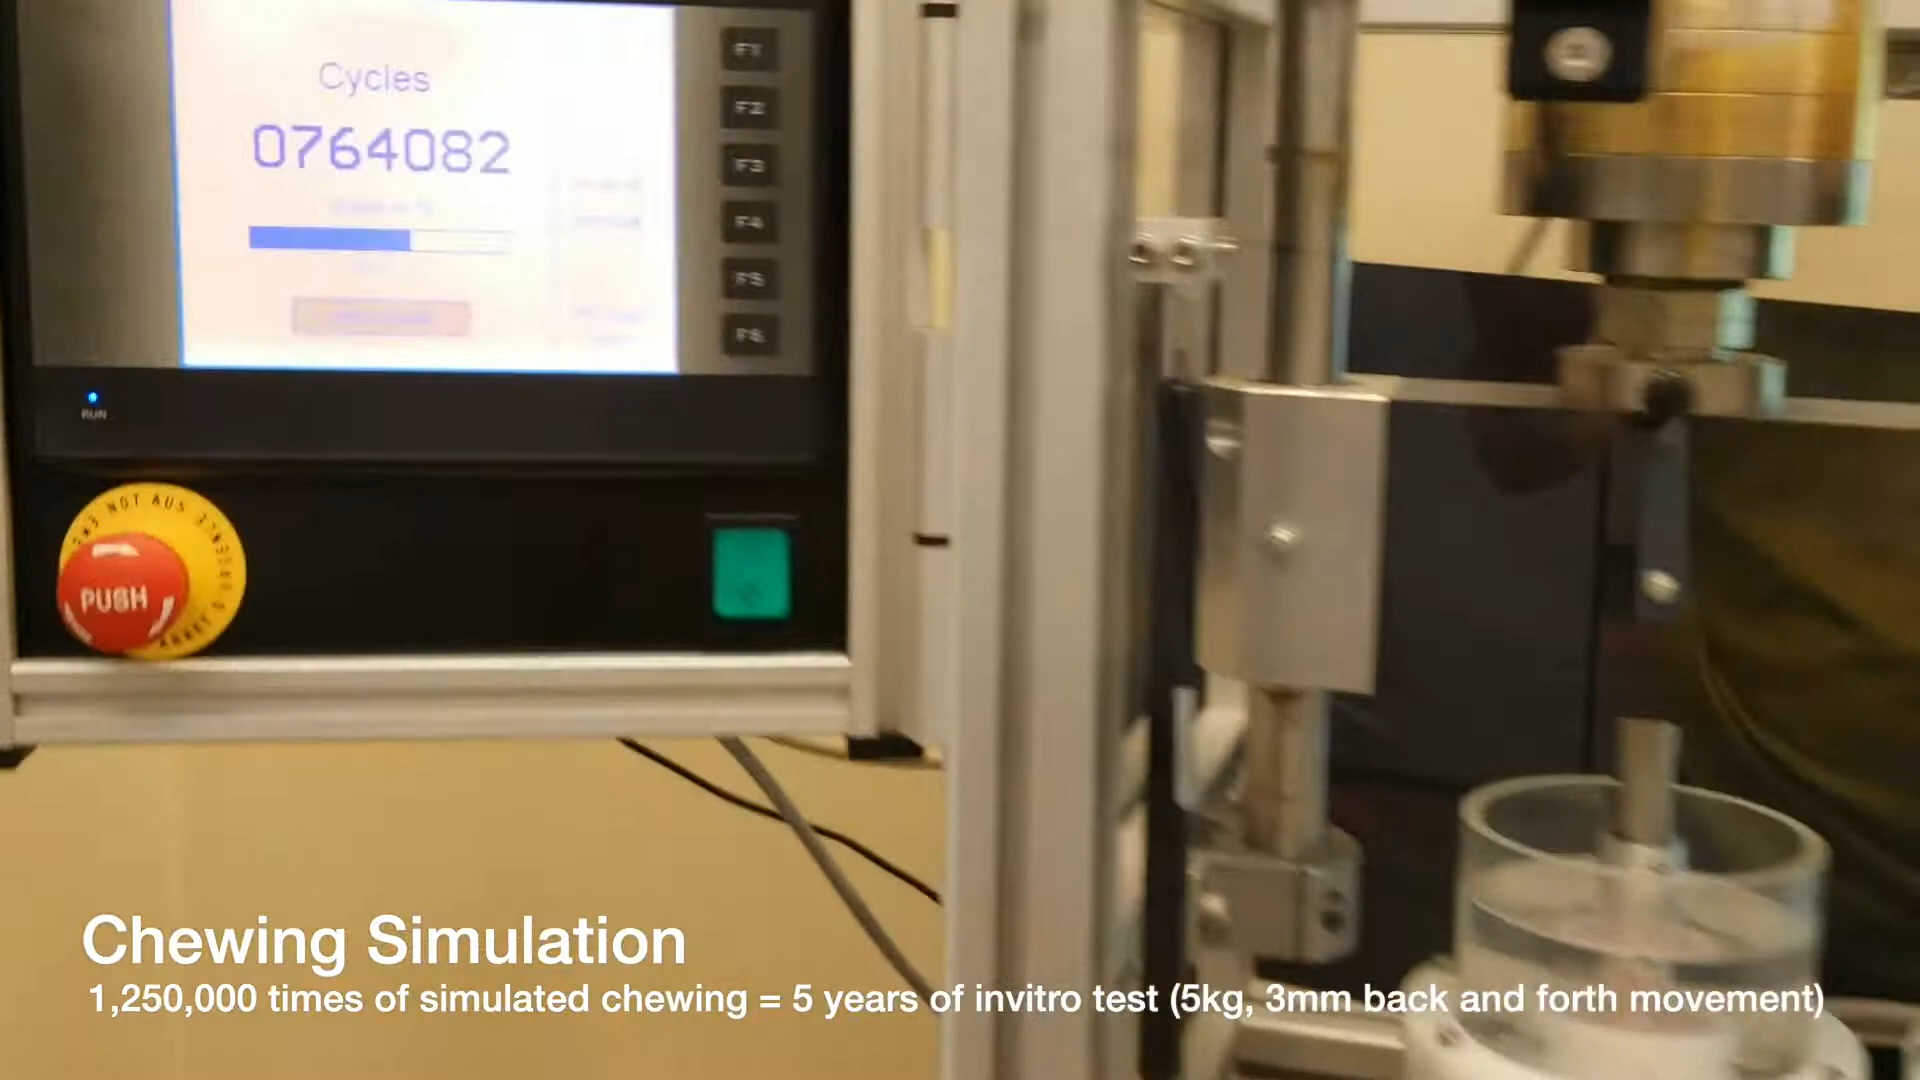 Cycles
0764082
F1
F2
F3
F4
F5
F6
RUN
NOT AUS
PUSH
Chewing Simulation
1,250,000 times of simulated chewing = 5 years of invitro test (5kg, 3mm back and forth movement)